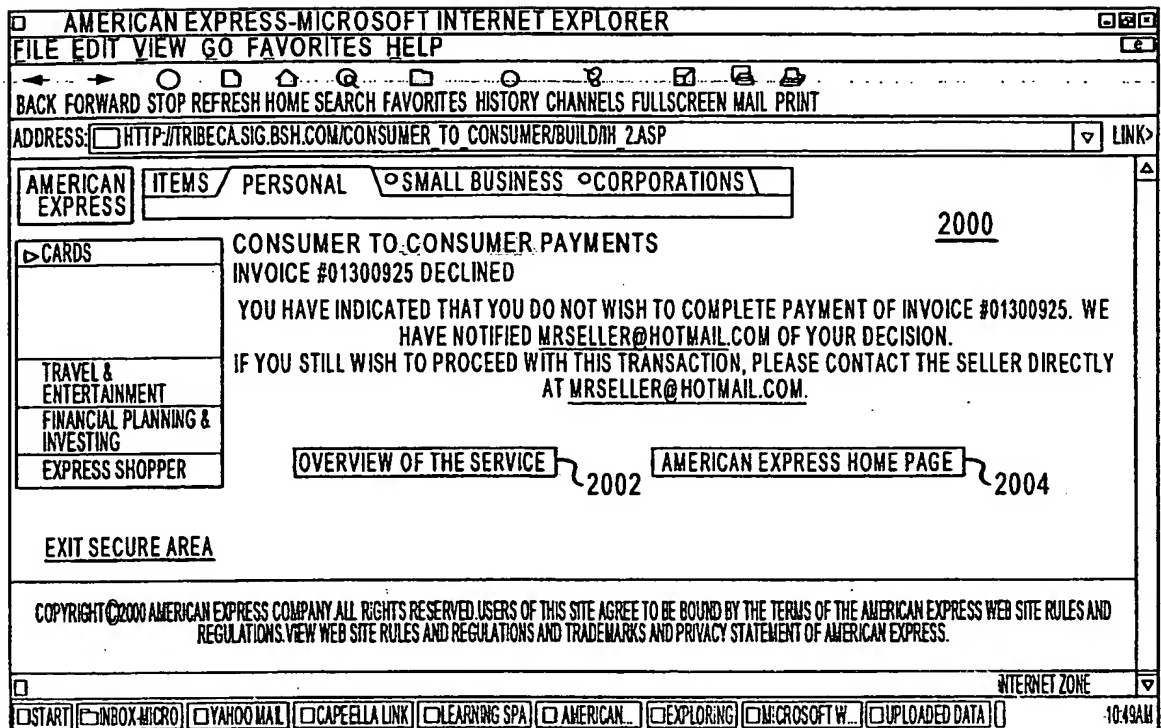 AMERICAN EXPRESS-MICROSOFT INTERNET EXPLORER
FILE EDIT VIEW GO FAVORITES HELP
BACK FORWARD STOP REFRESH HOME SEARCH FAVORITES HISTORY CHANNELS FULLSCREEN MAIL PRINT
ADDRESS: HTTP://TRIBECA.SIG.BSH.COM/CONSUMER_TO_CONSUMER/BUILD/IH_2.ASP LINK>
AMERICAN EXPRESS
ITEMS PERSONAL SMALL BUSINESS CORPORATIONS
2000
CARDS
TRAVEL &
ENTERTAINMENT
FINANCIAL PLANNING &
INVESTING
EXPRESS SHOPPER
CONSUMER TO CONSUMER PAYMENTS
INVOICE #01300925 DECLINED
YOU HAVE INDICATED THAT YOU DO NOT WISH TO COMPLETE PAYMENT OF INVOICE #01300925. WE
HAVE NOTIFIED MRSELLER@HOTMAIL.COM OF YOUR DECISION.
IF YOU STILL WISH TO PROCEED WITH THIS TRANSACTION, PLEASE CONTACT THE SELLER DIRECTLY
AT MRSELLER@HOTMAIL.COM.
OVERVIEW OF THE SERVICE 2002 AMERICAN EXPRESS HOME PAGE 2004
EXIT SECURE AREA
COPYRIGHT©2000 AMERICAN EXPRESS COMPANY. ALL RIGHTS RESERVED. USERS OF THIS SITE AGREE TO BE BOUND BY THE TERMS OF THE AMERICAN EXPRESS WEB SITE RULES AND
REGULATIONS. VIEW WEB SITE RULES AND REGULATIONS AND TRADEMARKS AND PRIVACY STATEMENT OF AMERICAN EXPRESS.
INTERNET ZONE
START INBOX-MICRO YAHOO MAIL CAPEELLA LINK LEARNING SPA AMERICAN... EXPLORING MICROSOFT W... UPLOADED DATA 10:49AM